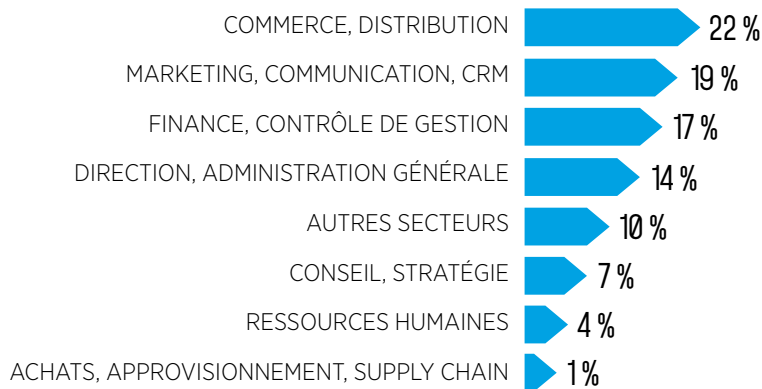 COMMERCE, DISTRIBUTION 22 %
MARKETING, COMMUNICATION, CRM 19 %
FINANCE, CONTRÔLE DE GESTION 17 %
DIRECTION, ADMINISTRATION GÉNÉRALE 14 %
AUTRES SECTEURS 10 %
CONSEIL, STRATÉGIE 7 %
RESSOURCES HUMAINES 4 %
ACHATS, APPROVISIONNEMENT, SUPPLY CHAIN 1 %